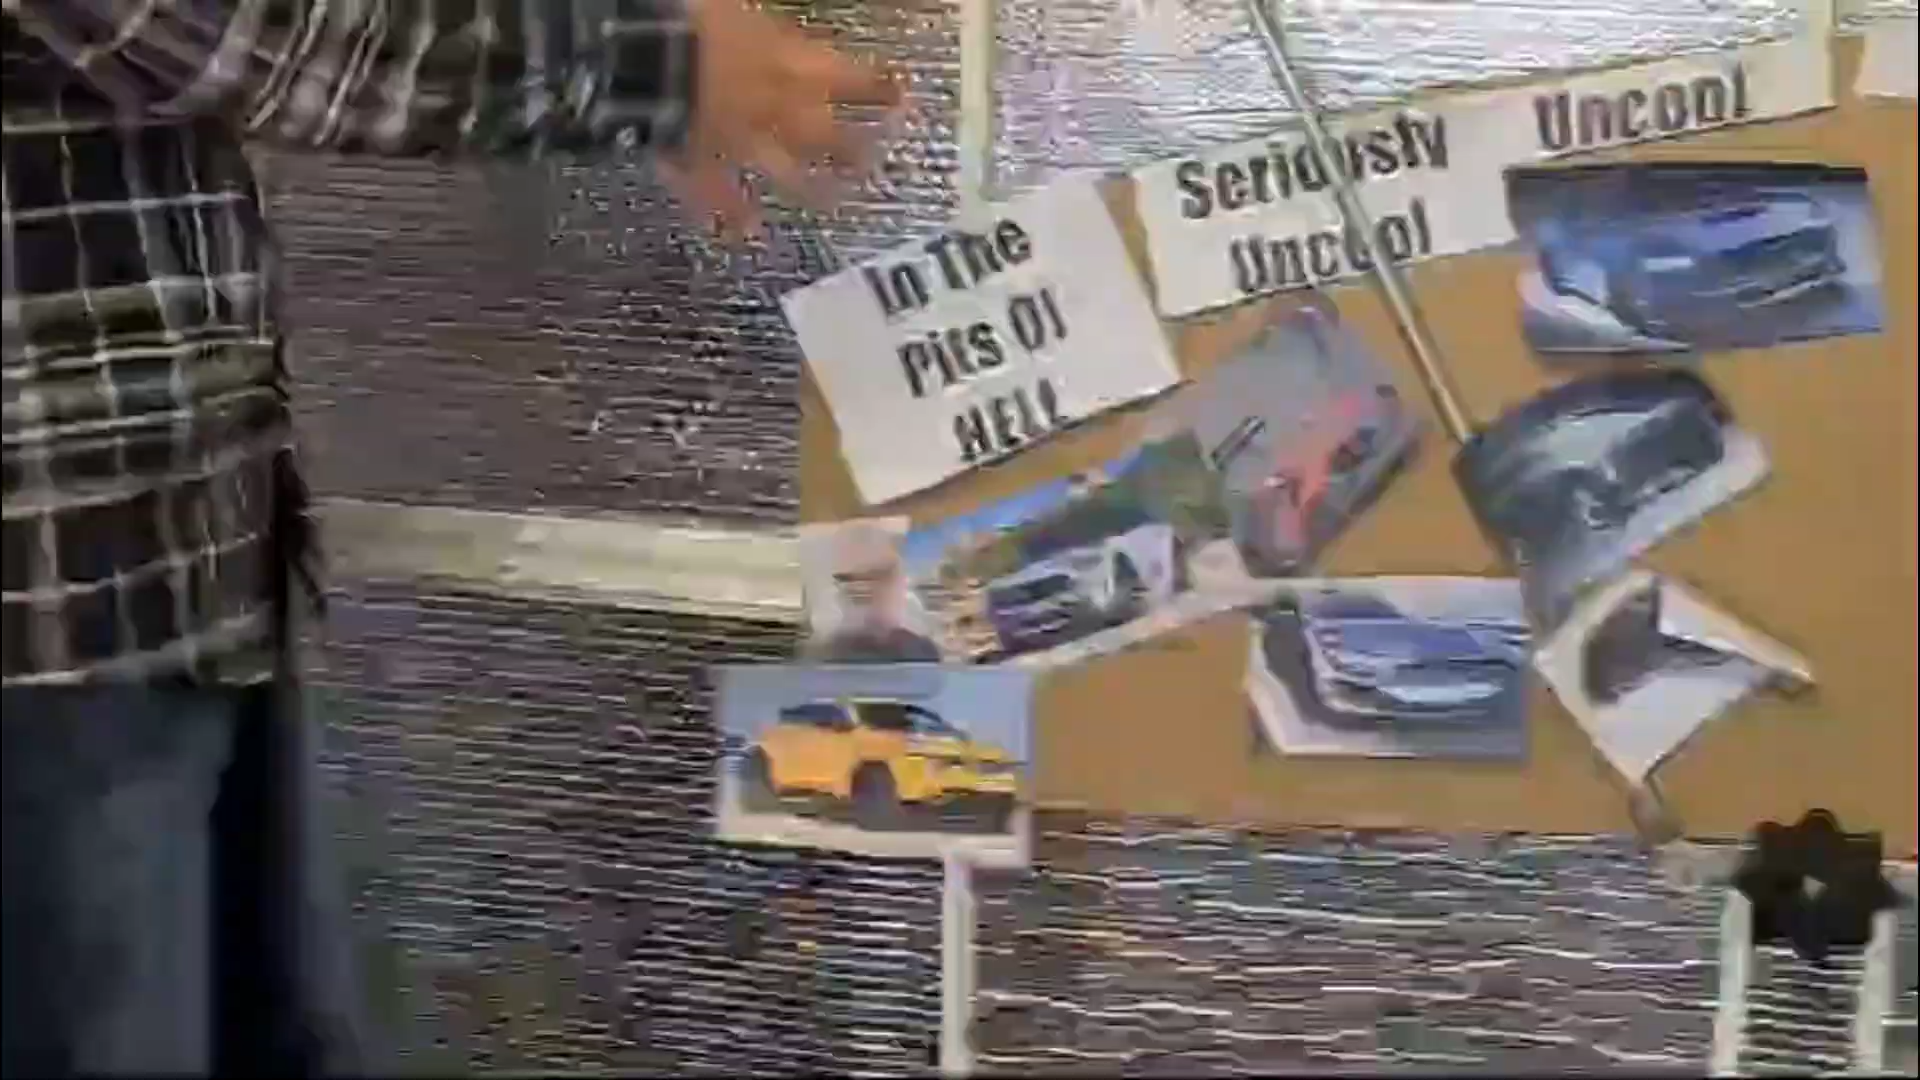 In The
Pits Of
HELL
Seriously
Uncool
Uncool